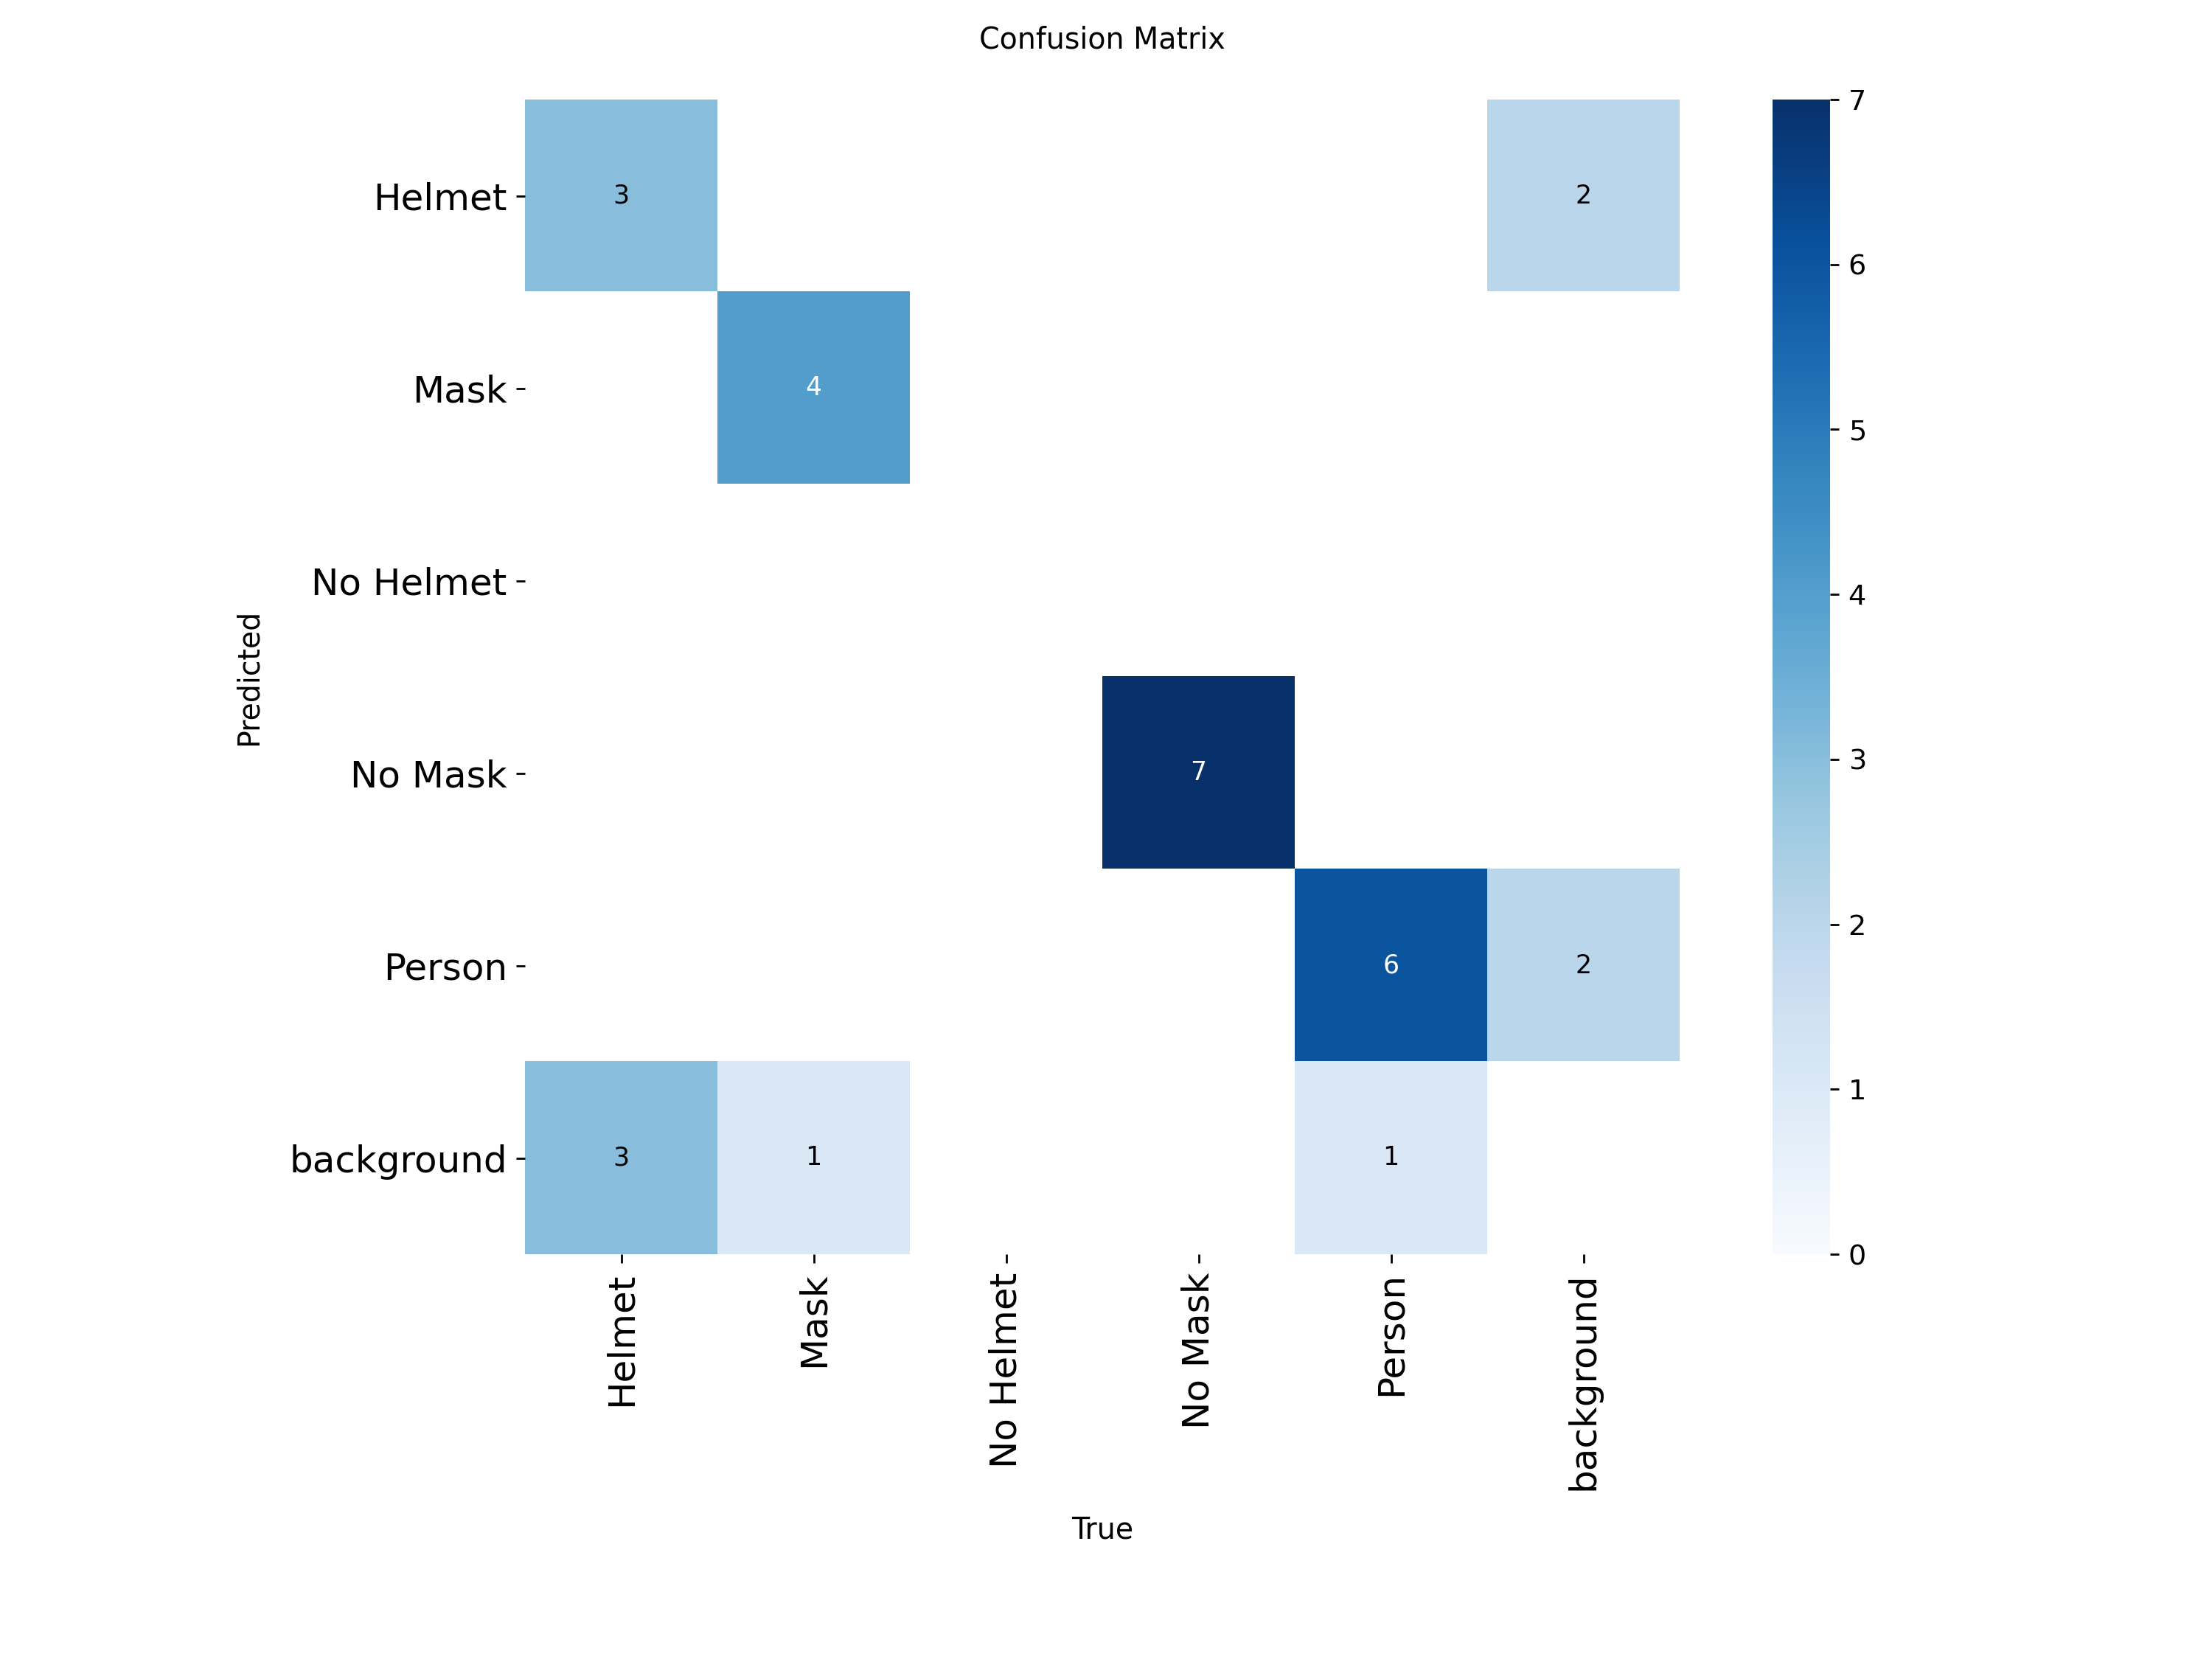 Confusion Matrix
Helmet
3
2
7
6
Mask
4
5
No Helmet
4
Predicted
3
No Mask
7
2
Person
6
2
1
background
3
1
1
0
Helmet
Mask
No Helmet
No Mask
Person
background
True